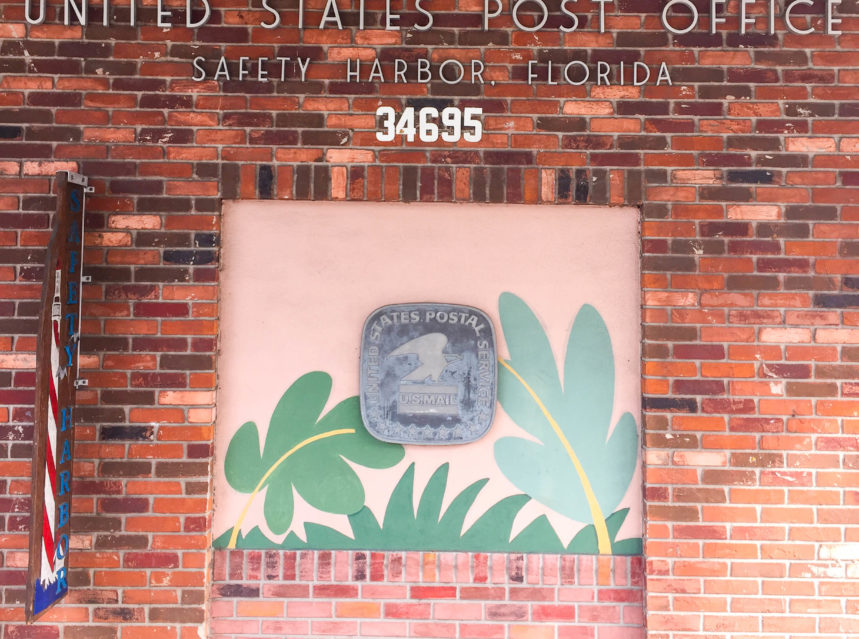 UNITED STATES POST OFFICE
SAFETY HARBOR, FLORIDA
34695
SAFETY HARBOR
UNITED STATES POSTAL SERVICE
U.S.MAIL